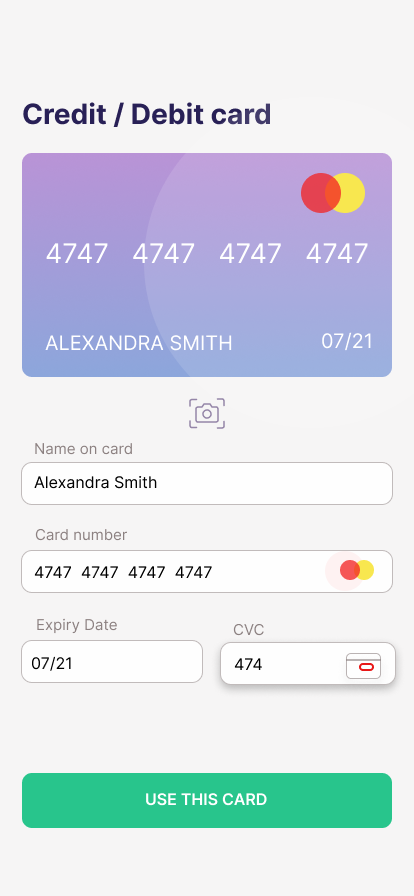 Credit / Debit card
4747 4747 4747 4747
ALEXANDRA SMITH 07/21
Name on card
Alexandra Smith
Card number
4747 4747 4747 4747
Expiry Date CVC
07/21 474
USE THIS CARD